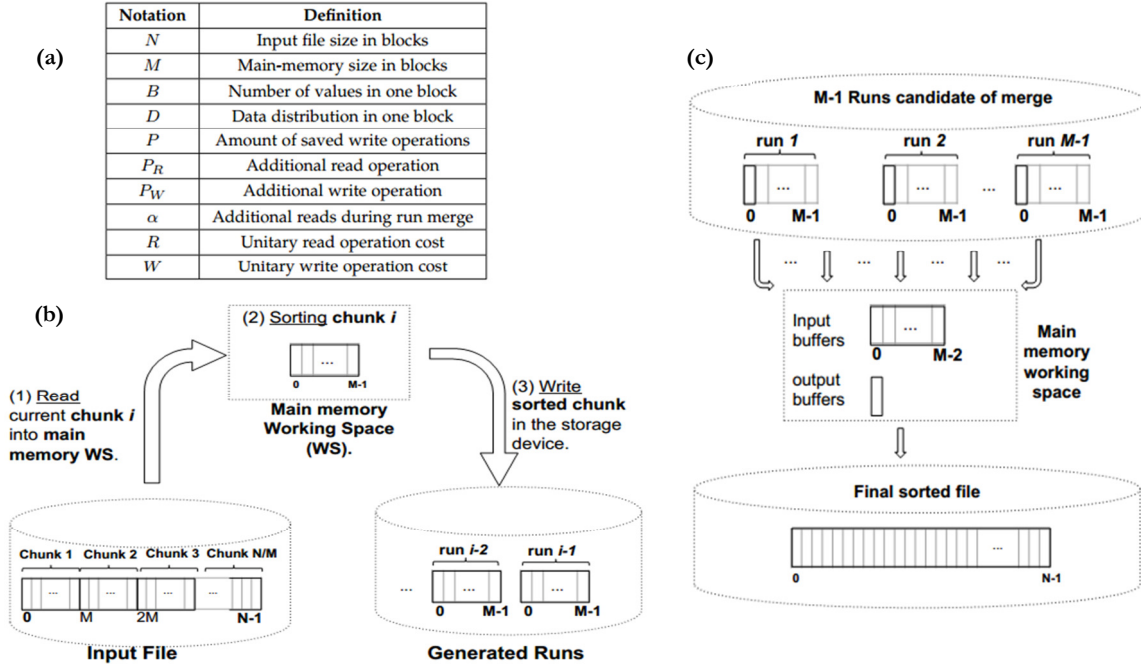 (a)
Notation Definition
N Input file size in blocks
M Main-memory size in blocks
B Number of values in one block
D Data distribution in one block
P Amount of saved write operations
P_R Additional read operation
P_W Additional write operation
α Additional reads during run merge
R Unitary read operation cost
W Unitary write operation cost
(b)
(1) Read
current chunk i
into main
memory WS.
(2) Sorting chunk i
...
0 M-1
Main memory
Working Space
(WS).
(3) Write
sorted chunk
in the storage
device.
Chunk 1 Chunk 2 Chunk 3 Chunk N/M
... ... ... ...
0 M 2M N-1
Input File
run i-2 run i-1
... ... ...
0 M-1 0 M-1
Generated Runs
(c)
M-1 Runs candidate of merge
run 1 run 2 run M-1
... ... ... ...
0 M-1 0 M-1 0 M-1
... ... ... ...
Input
buffers
...
0 M-2
output
buffers
Main
memory
working
space
Final sorted file
...
0 N-1